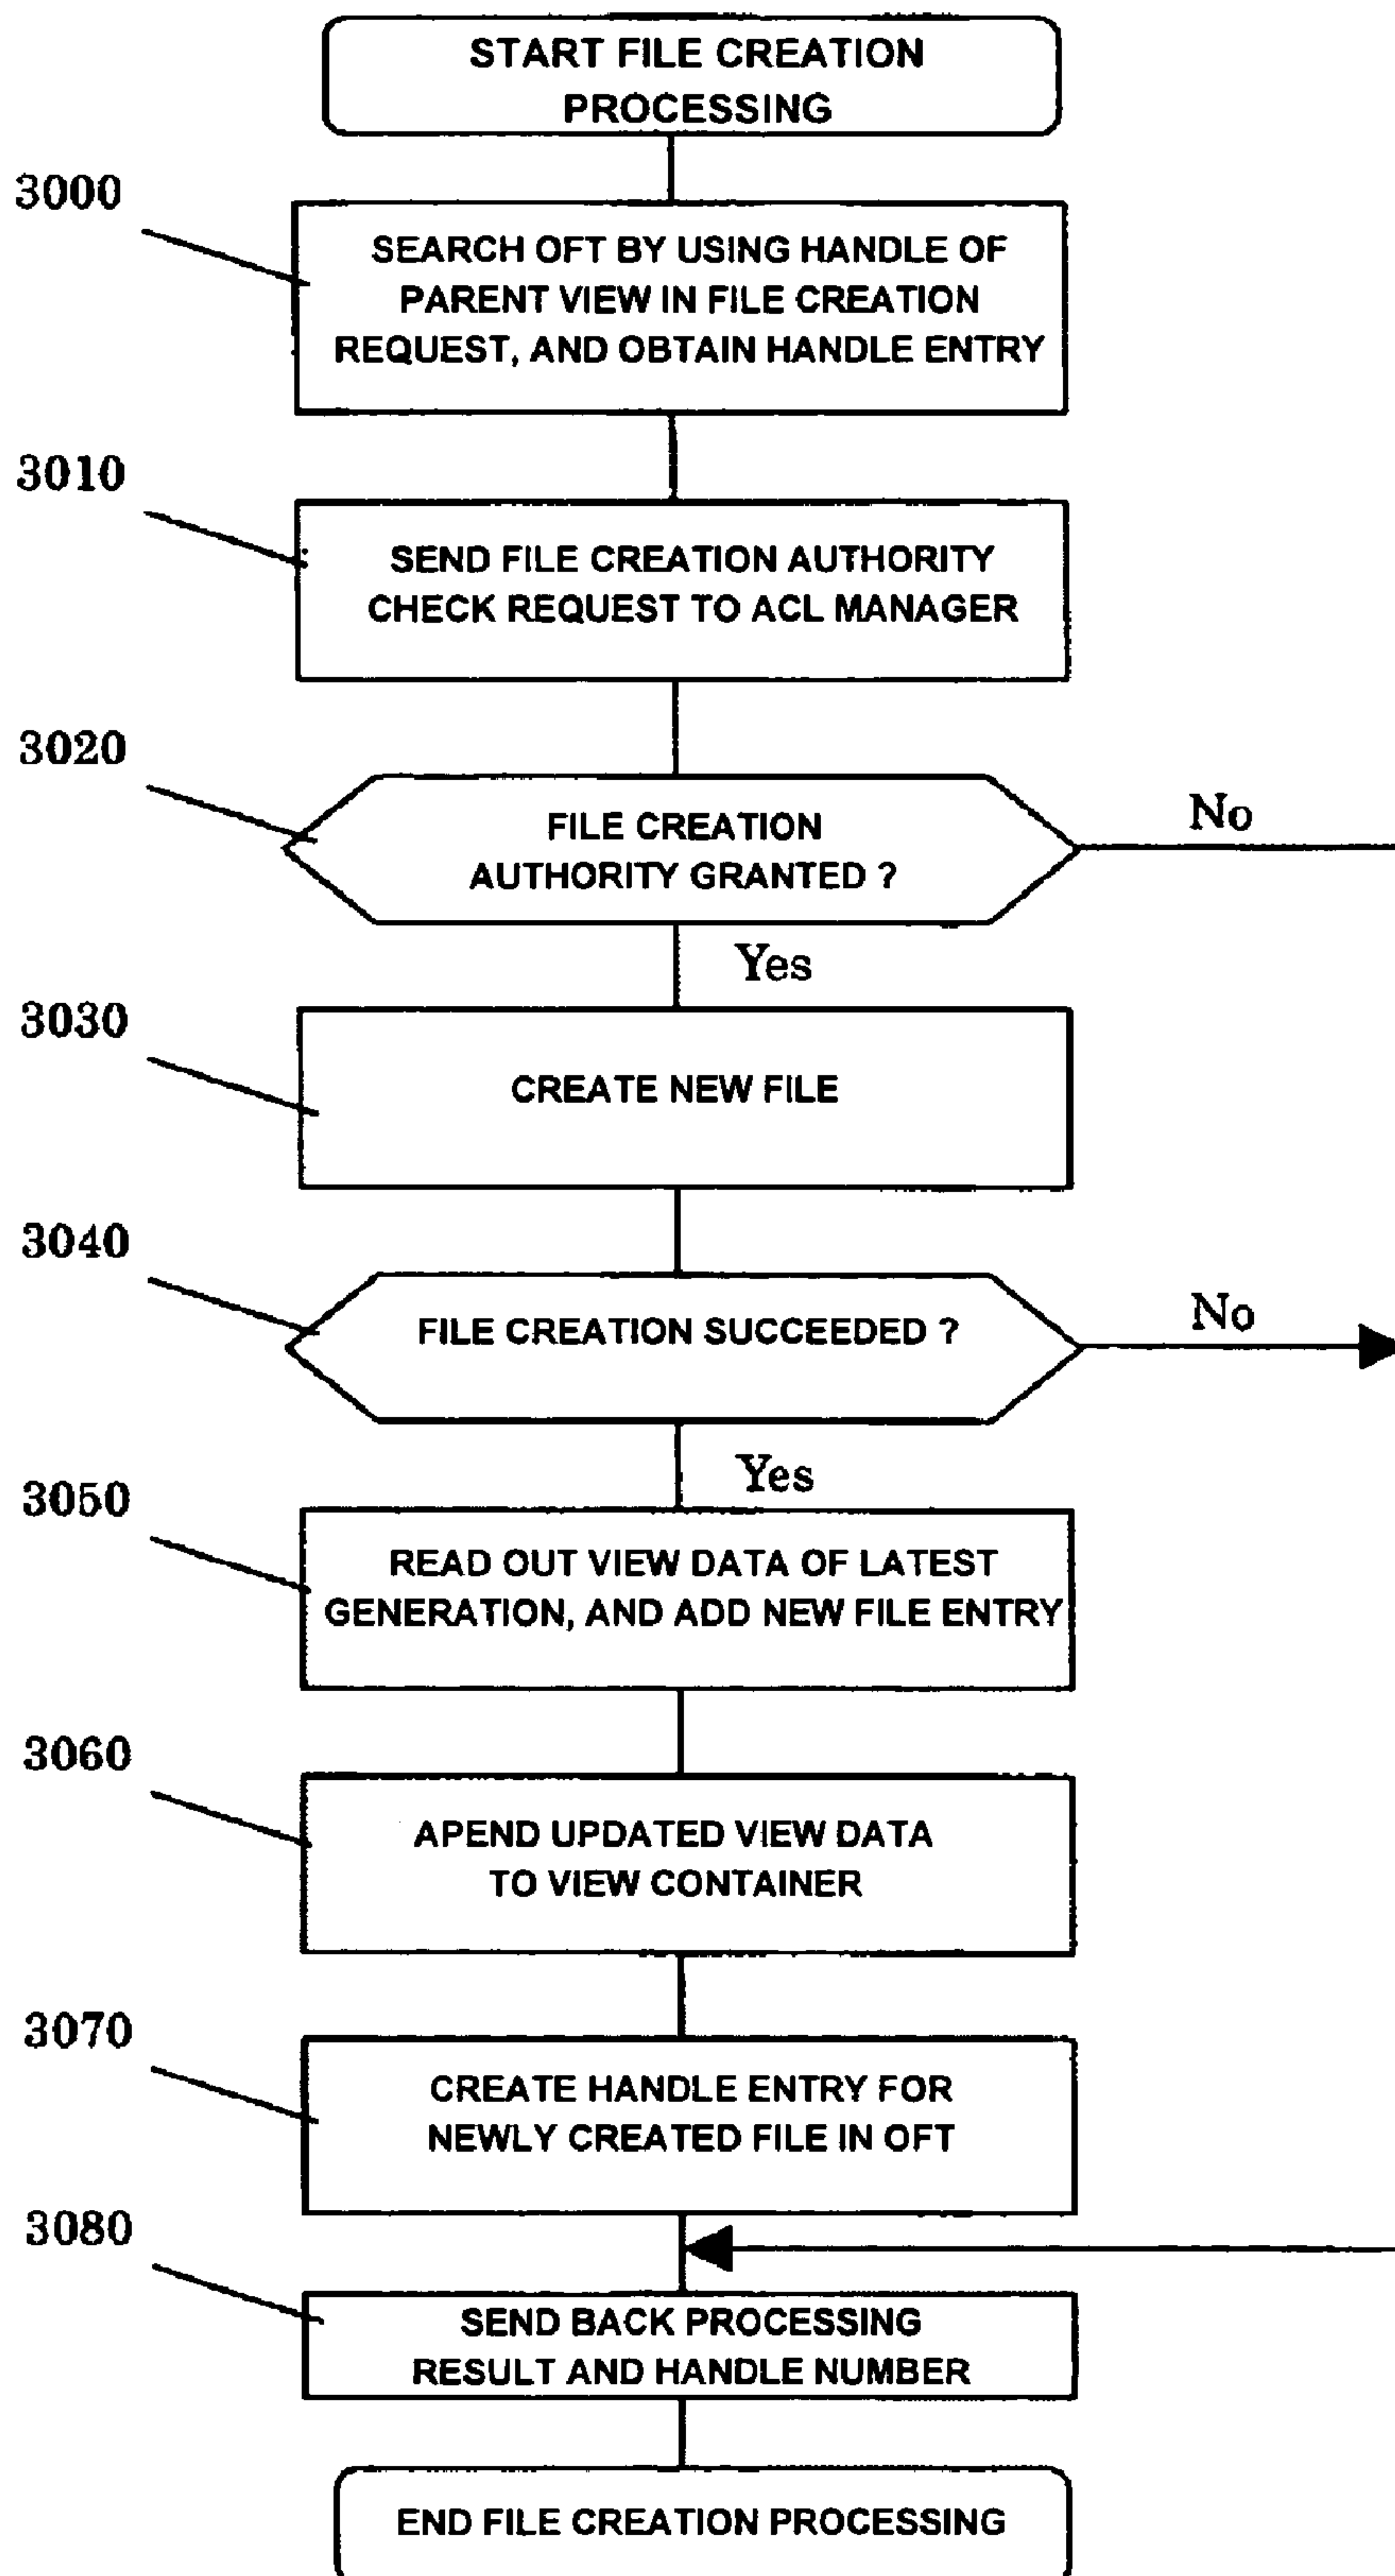 START FILE CREATION
PROCESSING
3000
SEARCH OFT BY USING HANDLE OF
PARENT VIEW IN FILE CREATION
REQUEST, AND OBTAIN HANDLE ENTRY
3010
SEND FILE CREATION AUTHORITY
CHECK REQUEST TO ACL MANAGER
3020
FILE CREATION
AUTHORITY GRANTED ?
No
Yes
3030
CREATE NEW FILE
3040
FILE CREATION SUCCEEDED ?
No
Yes
3050
READ OUT VIEW DATA OF LATEST
GENERATION, AND ADD NEW FILE ENTRY
3060
APEND UPDATED VIEW DATA
TO VIEW CONTAINER
3070
CREATE HANDLE ENTRY FOR
NEWLY CREATED FILE IN OFT
3080
SEND BACK PROCESSING
RESULT AND HANDLE NUMBER
END FILE CREATION PROCESSING